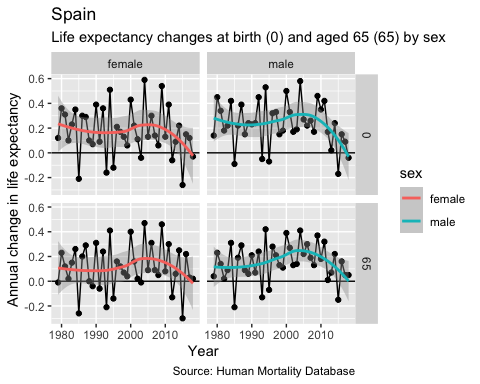 Spain
Life expectancy changes at birth (0) and aged 65 (65) by sex
female male
0.6
0.4
0.2
0.0
-0.2
0
0.6
0.4
0.2
0.0
-0.2
65
Annual change in life expectancy
sex
female
male
1980 1990 2000 2010 1980 1990 2000 2010
Year
Source: Human Mortality Database